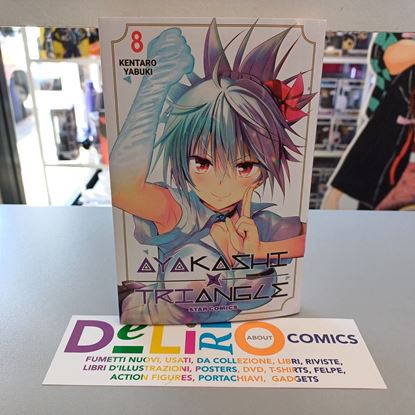 8
KENTARO
YABUKI
AYAKASHI
TRIANGLE
STAR COMICS
DeLiRiO ABOUT COMICS
FUMETTI NUOVI, USATI, DA COLLEZIONE, LIBRI, RIVISTE,
LIBRI D'ILLUSTRAZIONI, POSTERS, DVD, T-SHIRTS, FELPE,
ACTION FIGURES, PORTACHIAVI, GADGETS